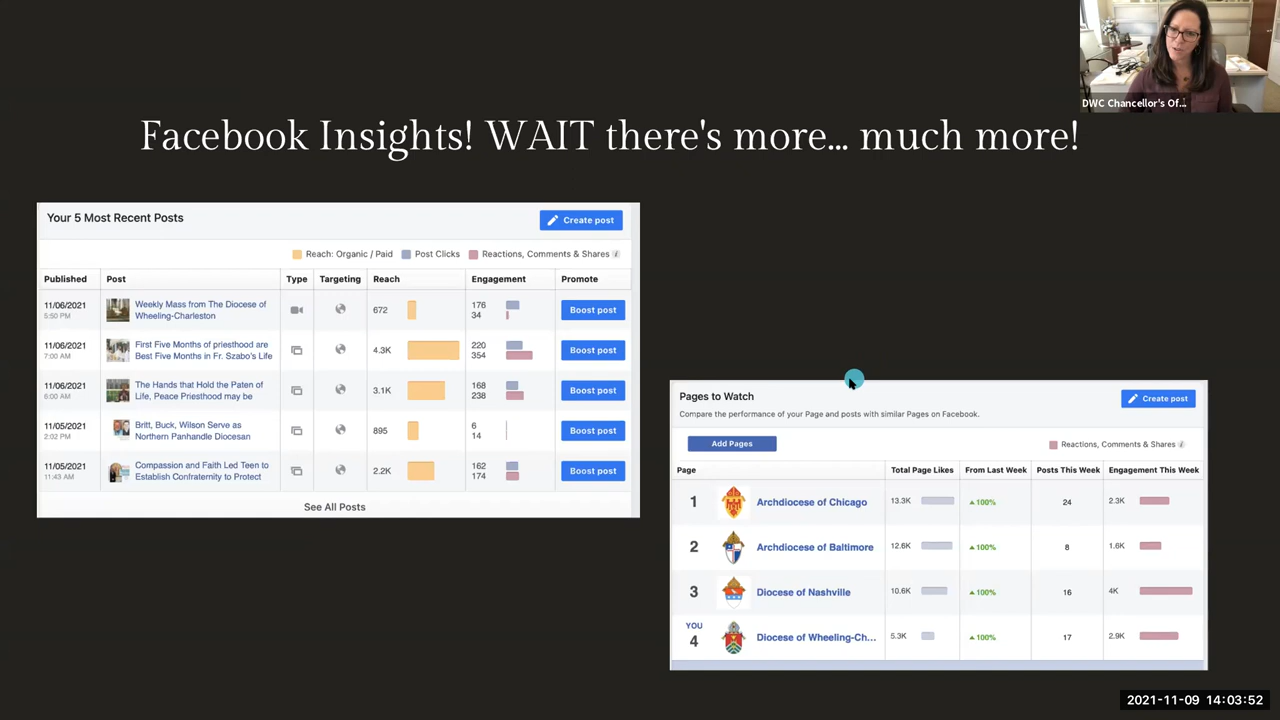 DWC Chancellor's Of...
Facebook Insights! WAIT there's more... much more!
Your 5 Most Recent Posts
Create post
Reach: Organic / Paid Post Clicks Reactions, Comments & Shares i
Published Post Type Targeting Reach Engagement Promote
11/06/2021
5:50 PM
Weekly Mass from The Diocese of
Wheeling-Charleston
672
176
34
Boost post
11/06/2021
7:00 AM
First Five Months of priesthood are
Best Five Months in Fr. Szabo's Life
4.3K
220
354
Boost post
11/06/2021
6:00 AM
The Hands that Hold the Paten of
Life, Peace Priesthood may be
3.1K
168
238
Boost post
11/05/2021
2:02 PM
Britt, Buck, Wilson Serve as
Northern Panhandle Diocesan
895
6
14
Boost post
11/05/2021
11:43 AM
Compassion and Faith Led Teen to
Establish Confraternity to Protect
2.2K
162
174
Boost post
See All Posts
Pages to Watch
Create post
Compare the performance of your Page and posts with similar Pages on Facebook.
Add Pages
Reactions, Comments & Shares i
Page Total Page Likes From Last Week Posts This Week Engagement This Week
1 Archdiocese of Chicago 13.3K ▲100% 24 2.3K
2 Archdiocese of Baltimore 12.6K ▲100% 8 1.6K
3 Diocese of Nashville 10.6K ▲100% 16 4K
YOU
4 Diocese of Wheeling-Ch... 5.3K ▲100% 17 2.9K
2021-11-09 14:03:52